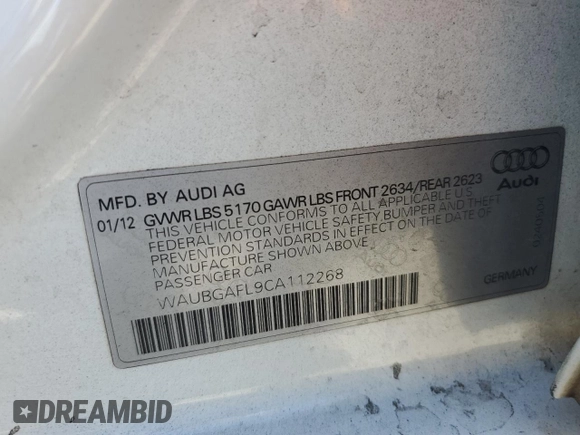 MFD. BY AUDI AG
01/12 GVWR LBS 5170 GAWR LBS FRONT 2634/REAR 2623
THIS VEHICLE CONFORMS TO ALL APPLICABLE U.S.
FEDERAL MOTOR VEHICLE SAFETY, BUMPER AND THEFT
PREVENTION STANDARDS IN EFFECT ON THE DATE OF
MANUFACTURE SHOWN ABOVE.
PASSENGER CAR
WAUBGAFL9CA112268
Audi
GERMANY
DREAMBID